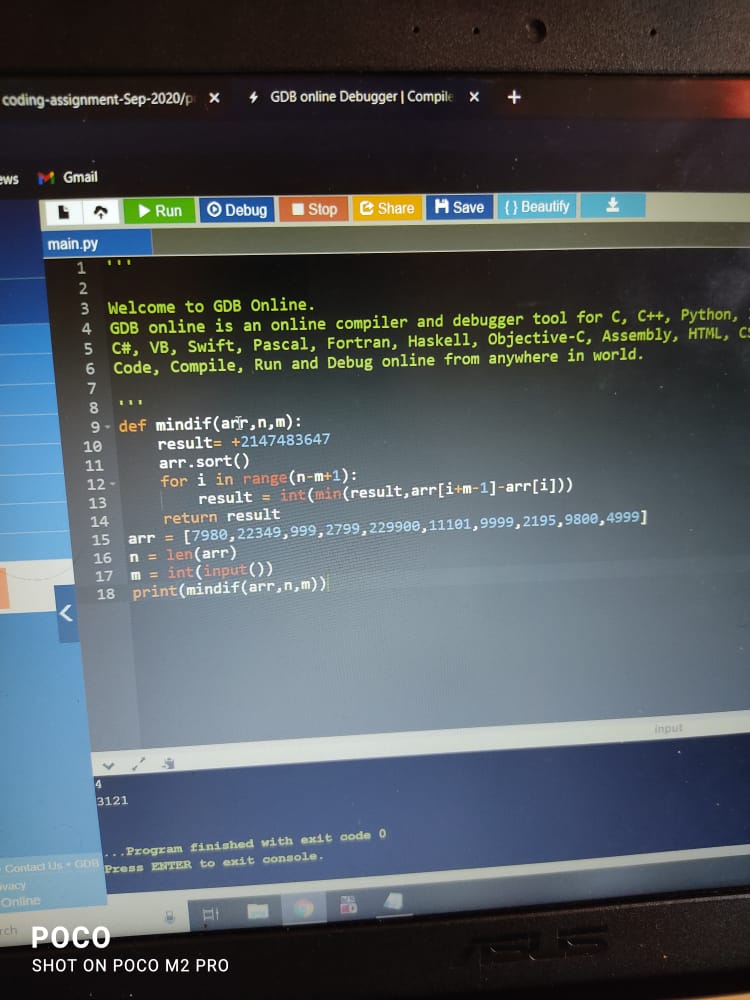 coding-assignment-Sep-2020/p
GDB online Debugger | Compile
ews
Gmail
Run
Debug
Stop
Share
Save
{} Beautify
main.py
1 '''
2
3 Welcome to GDB Online.
4 GDB online is an online compiler and debugger tool for C, C++, Python,
5 C#, VB, Swift, Pascal, Fortran, Haskell, Objective-C, Assembly, HTML, CS
6 Code, Compile, Run and Debug online from anywhere in world.
7
8 '''
9 def mindif(arr,n,m):
10 result= +2147483647
11 arr.sort()
12 for i in range(n-m+1):
13 result = int(min(result,arr[i+m-1]-arr[i]))
14 return result
15 arr = [7980,22349,999,2799,229900,11101,9999,2195,9800,4999]
16 n = len(arr)
17 m = int(input())
18 print(mindif(arr,n,m))
input
4
3121
...Program finished with exit code 0
Press ENTER to exit console.
Contact Us • GDB
ivacy
Online
rch
ASUS
POCO
SHOT ON POCO M2 PRO